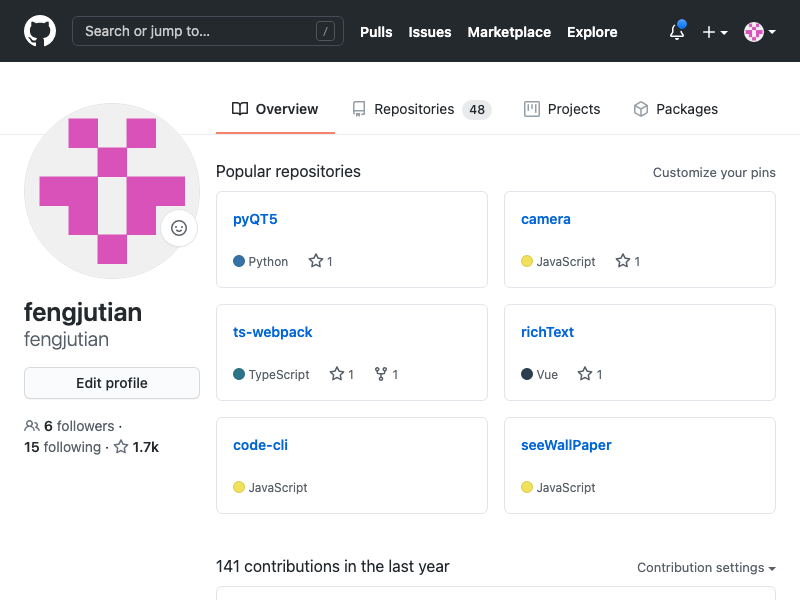 Search or jump to... /
Pulls Issues Marketplace Explore
Overview Repositories 48 Projects Packages
fengjutian
fengjutian
Edit profile
6 followers ·
15 following · 1.7k
Popular repositories
Customize your pins
pyQT5
Python 1
camera
JavaScript 1
ts-webpack
TypeScript 1 1
richText
Vue 1
code-cli
JavaScript
seeWallPaper
JavaScript
141 contributions in the last year
Contribution settings